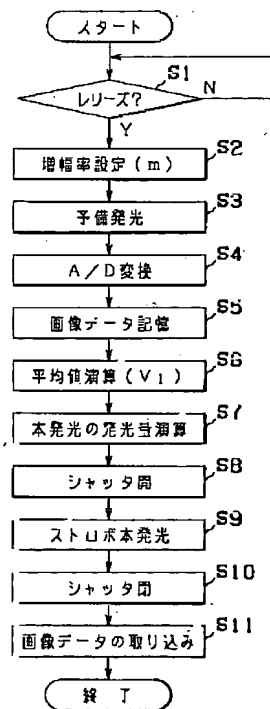 スタート
S1
レリーズ?
N
Y
S2
増幅率設定(m)
S3
予備発光
S4
A/D変換
S5
画像データ記憶
S6
平均値演算(V1)
S7
本発光の発光量演算
S8
シャッタ開
S9
ストロボ本発光
S10
シャッタ閉
S11
画像データの取り込み
終了